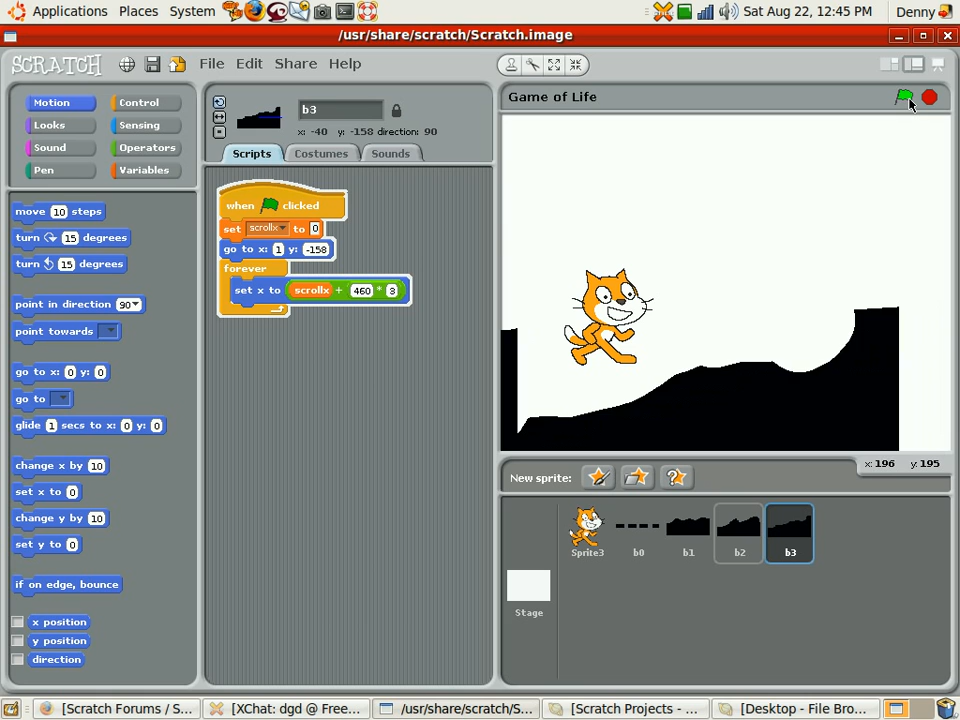 Applications Places System Sat Aug 22, 12:45 PM Denny
/usr/share/scratch/Scratch.image
SCRATCH File Edit Share Help
Motion Control
Looks Sensing
Sound Operators
Pen Variables
b3
x: -40 y: -158 direction: 90
Scripts Costumes Sounds
Game of Life
move 10 steps
turn 15 degrees
turn 15 degrees
point in direction 90
point towards
go to x: 0 y: 0
go to
glide 1 secs to x: 0 y: 0
change x by 10
set x to 0
change y by 10
set y to 0
if on edge, bounce
x position
y position
direction
when clicked
set scrollx to 0
go to x: 1 y: -158
forever
set x to scrollx + 460 * 3
x: 196 y: 195
New sprite:
Sprite3 b0 b1 b2 b3
Stage
[Scratch Forums / S... [XChat: dgd @ Free... /usr/share/scratch/S... [Scratch Projects - ... [Desktop - File Bro...